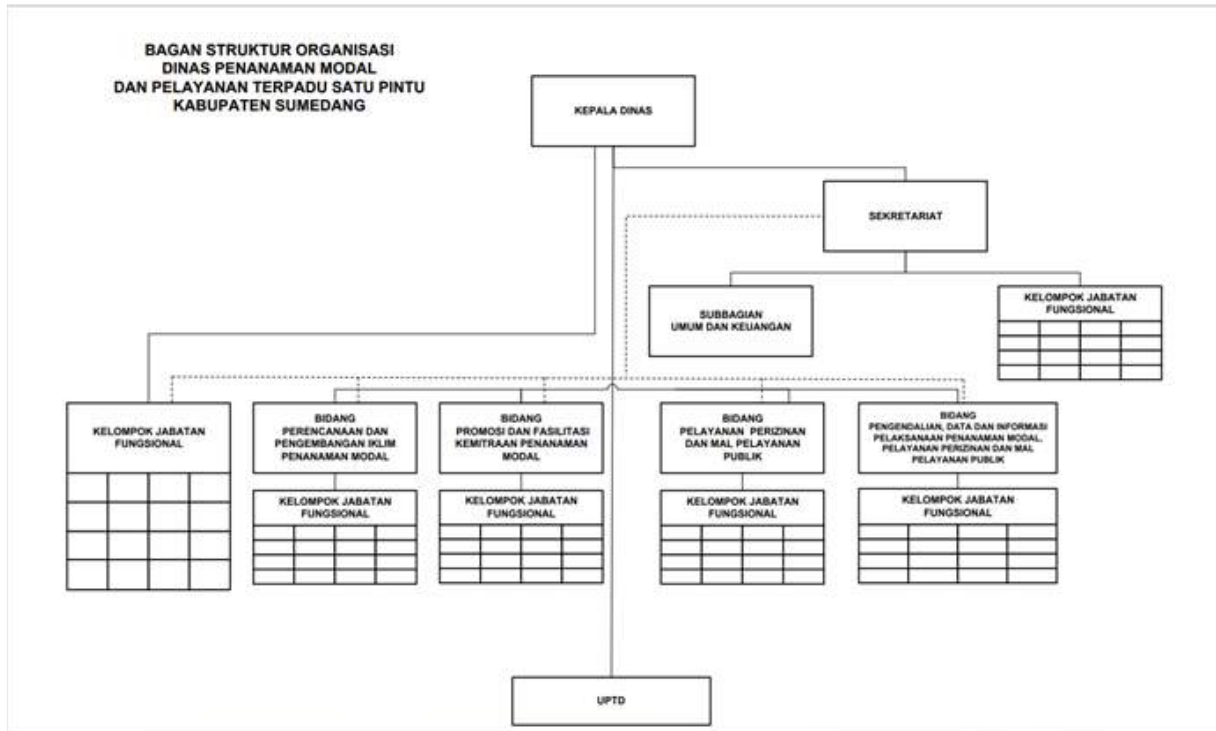 BAGAN STRUKTUR ORGANISASI
DINAS PENANAMAN MODAL
DAN PELAYANAN TERPADU SATU PINTU
KABUPATEN SUMEDANG
KEPALA DINAS
SEKRETARIAT
SUBBAGIAN
UMUM DAN KEUANGAN
KELOMPOK JABATAN
FUNGSIONAL
KELOMPOK JABATAN
FUNGSIONAL
BIDANG
PERENCANAAN DAN
PENGEMBANGAN IKLIM
PENANAMAN MODAL
BIDANG
PROMOSI DAN FASILITASI
KEMITRAAN PENANAMAN
MODAL
BIDANG
PELAYANAN PERIZINAN
DAN MAL PELAYANAN
PUBLIK
BIDANG
PENGENDALIAN, DATA DAN INFORMASI
PELAKSANAAN PENANAMAN MODAL,
PELAYANAN PERIZINAN DAN MAL
PELAYANAN PUBLIK
KELOMPOK JABATAN
FUNGSIONAL
KELOMPOK JABATAN
FUNGSIONAL
KELOMPOK JABATAN
FUNGSIONAL
KELOMPOK JABATAN
FUNGSIONAL
UPTD